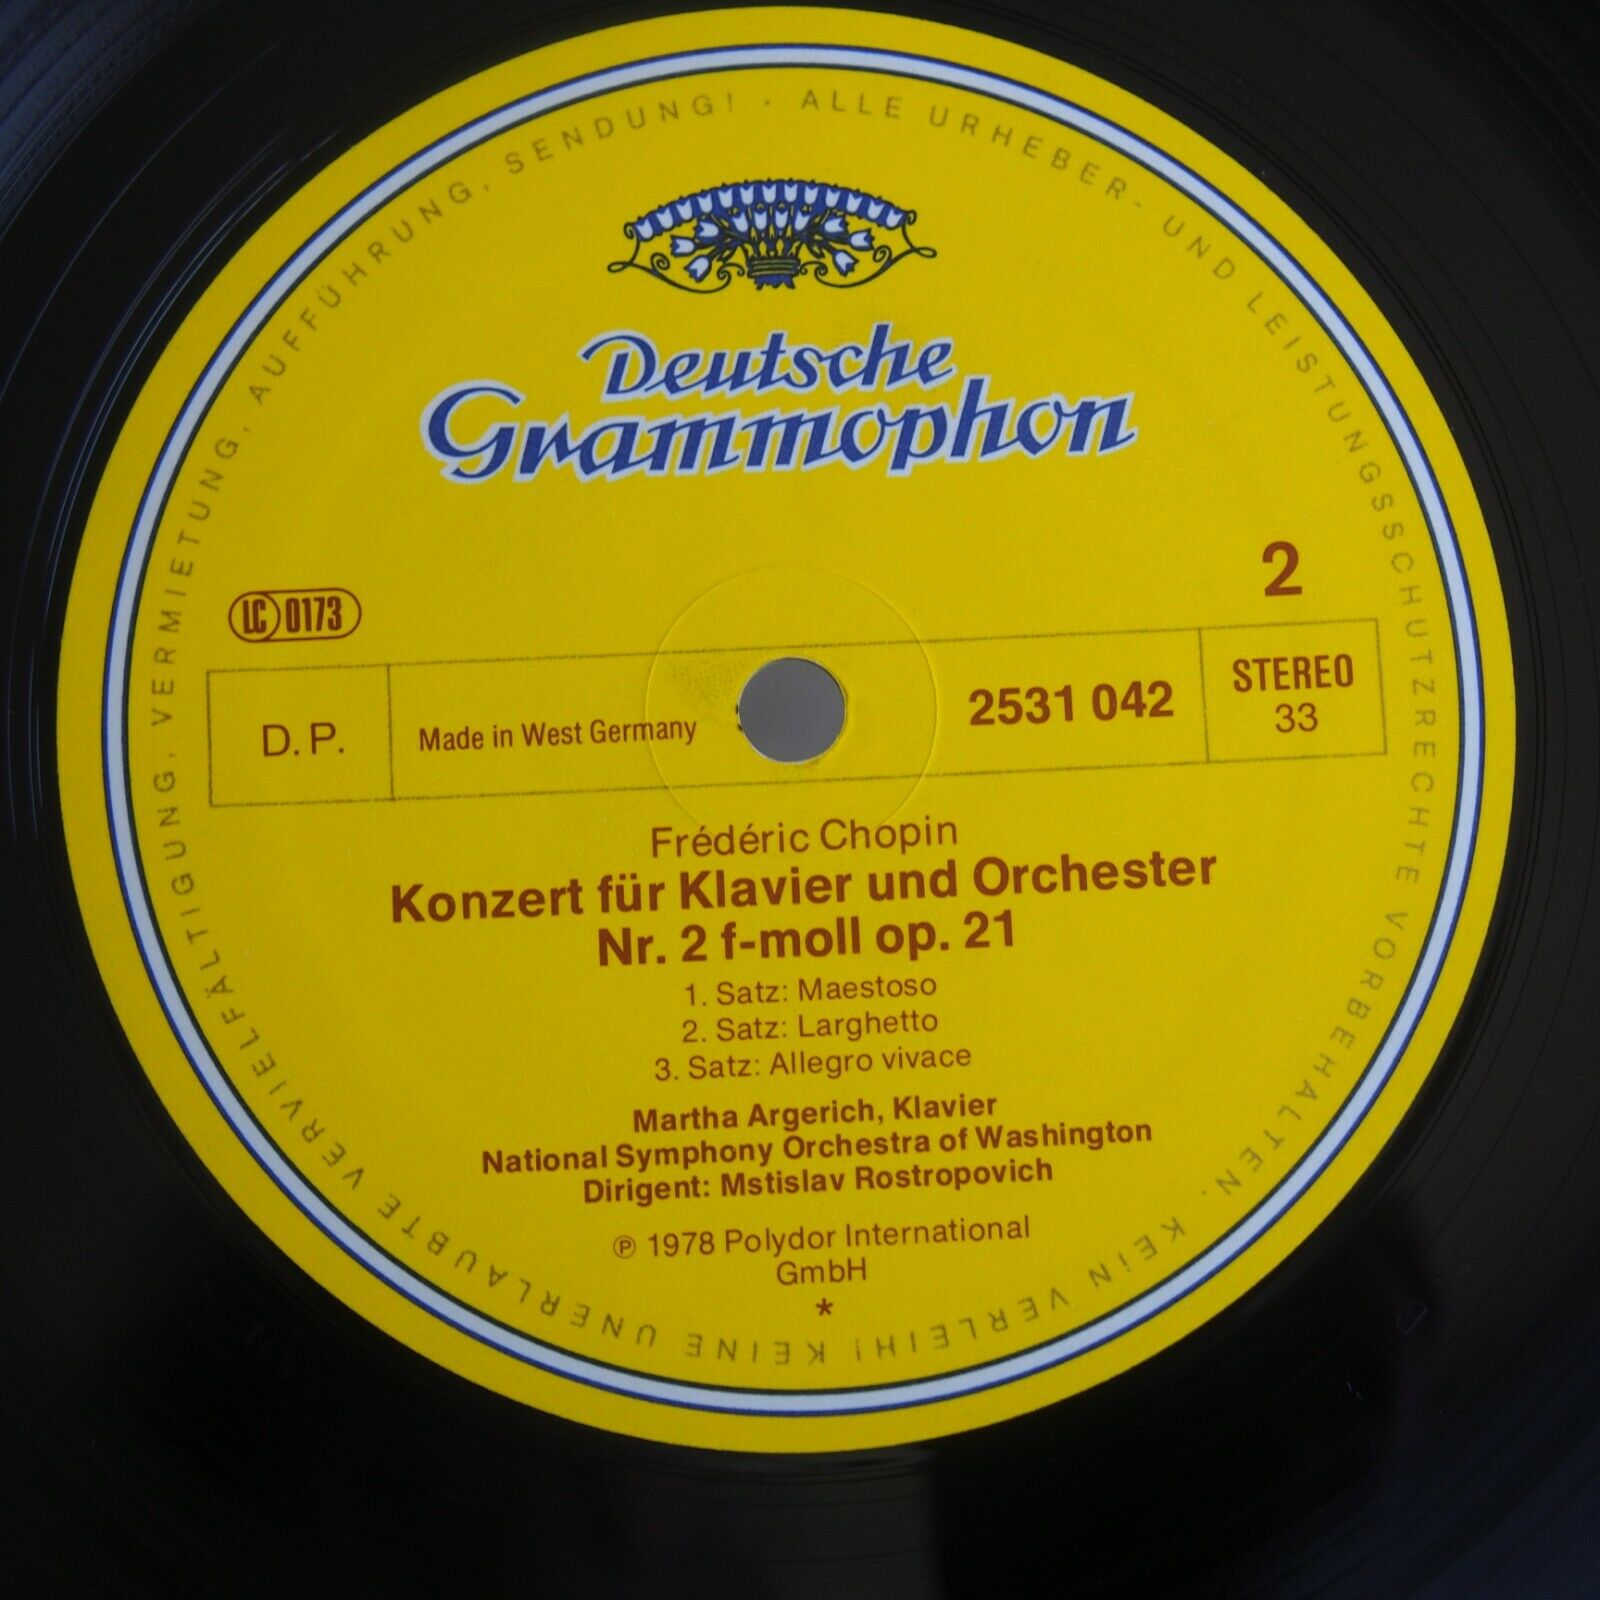 ALLE URHEBER- UND LEISTUNGSSCHUTZRECHTE VORBEHALTEN. KEIN VERLEIH! KEINE UNERLAUBTE VERVIELFÄLTIGUNG, VERMIETUNG, AUFFÜHRUNG, SENDUNG! ·
Deutsche
Grammophon
2
LC 0173
D.P.
Made in West Germany
2531 042
STEREO
33
Frédéric Chopin
Konzert für Klavier und Orchester
Nr. 2 f-moll op. 21
1. Satz: Maestoso
2. Satz: Larghetto
3. Satz: Allegro vivace
Martha Argerich, Klavier
National Symphony Orchestra of Washington
Dirigent: Mstislav Rostropovich
℗ 1978 Polydor International
GmbH
*